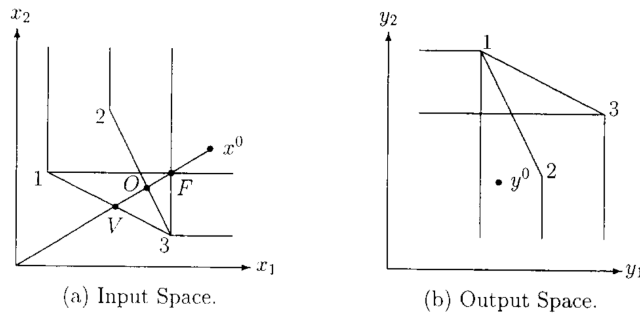 x₂
2
x⁰
1
O
F
V
3
x₁
(a) Input Space.
y₂
1
3
2
y⁰
y₁
(b) Output Space.